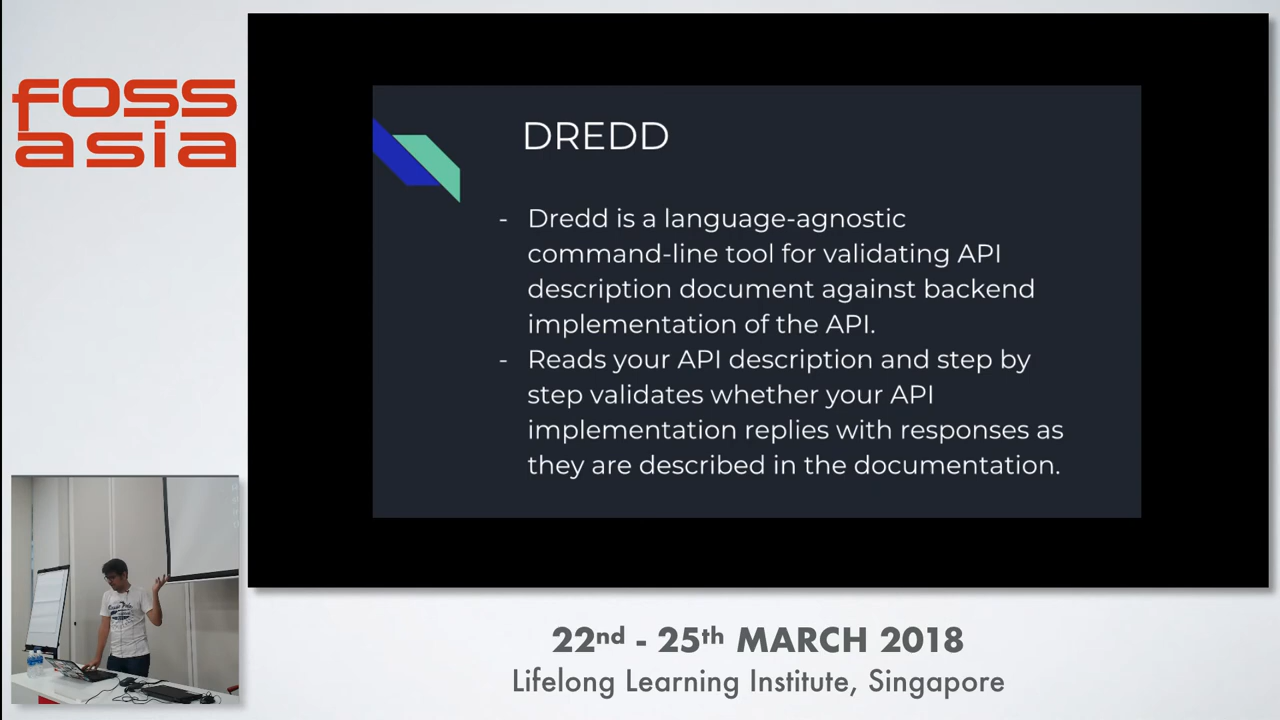 foss
asia
DREDD
- Dredd is a language-agnostic
command-line tool for validating API
description document against backend
implementation of the API.
- Reads your API description and step by
step validates whether your API
implementation replies with responses as
they are described in the documentation.
22nd - 25th MARCH 2018
Lifelong Learning Institute, Singapore